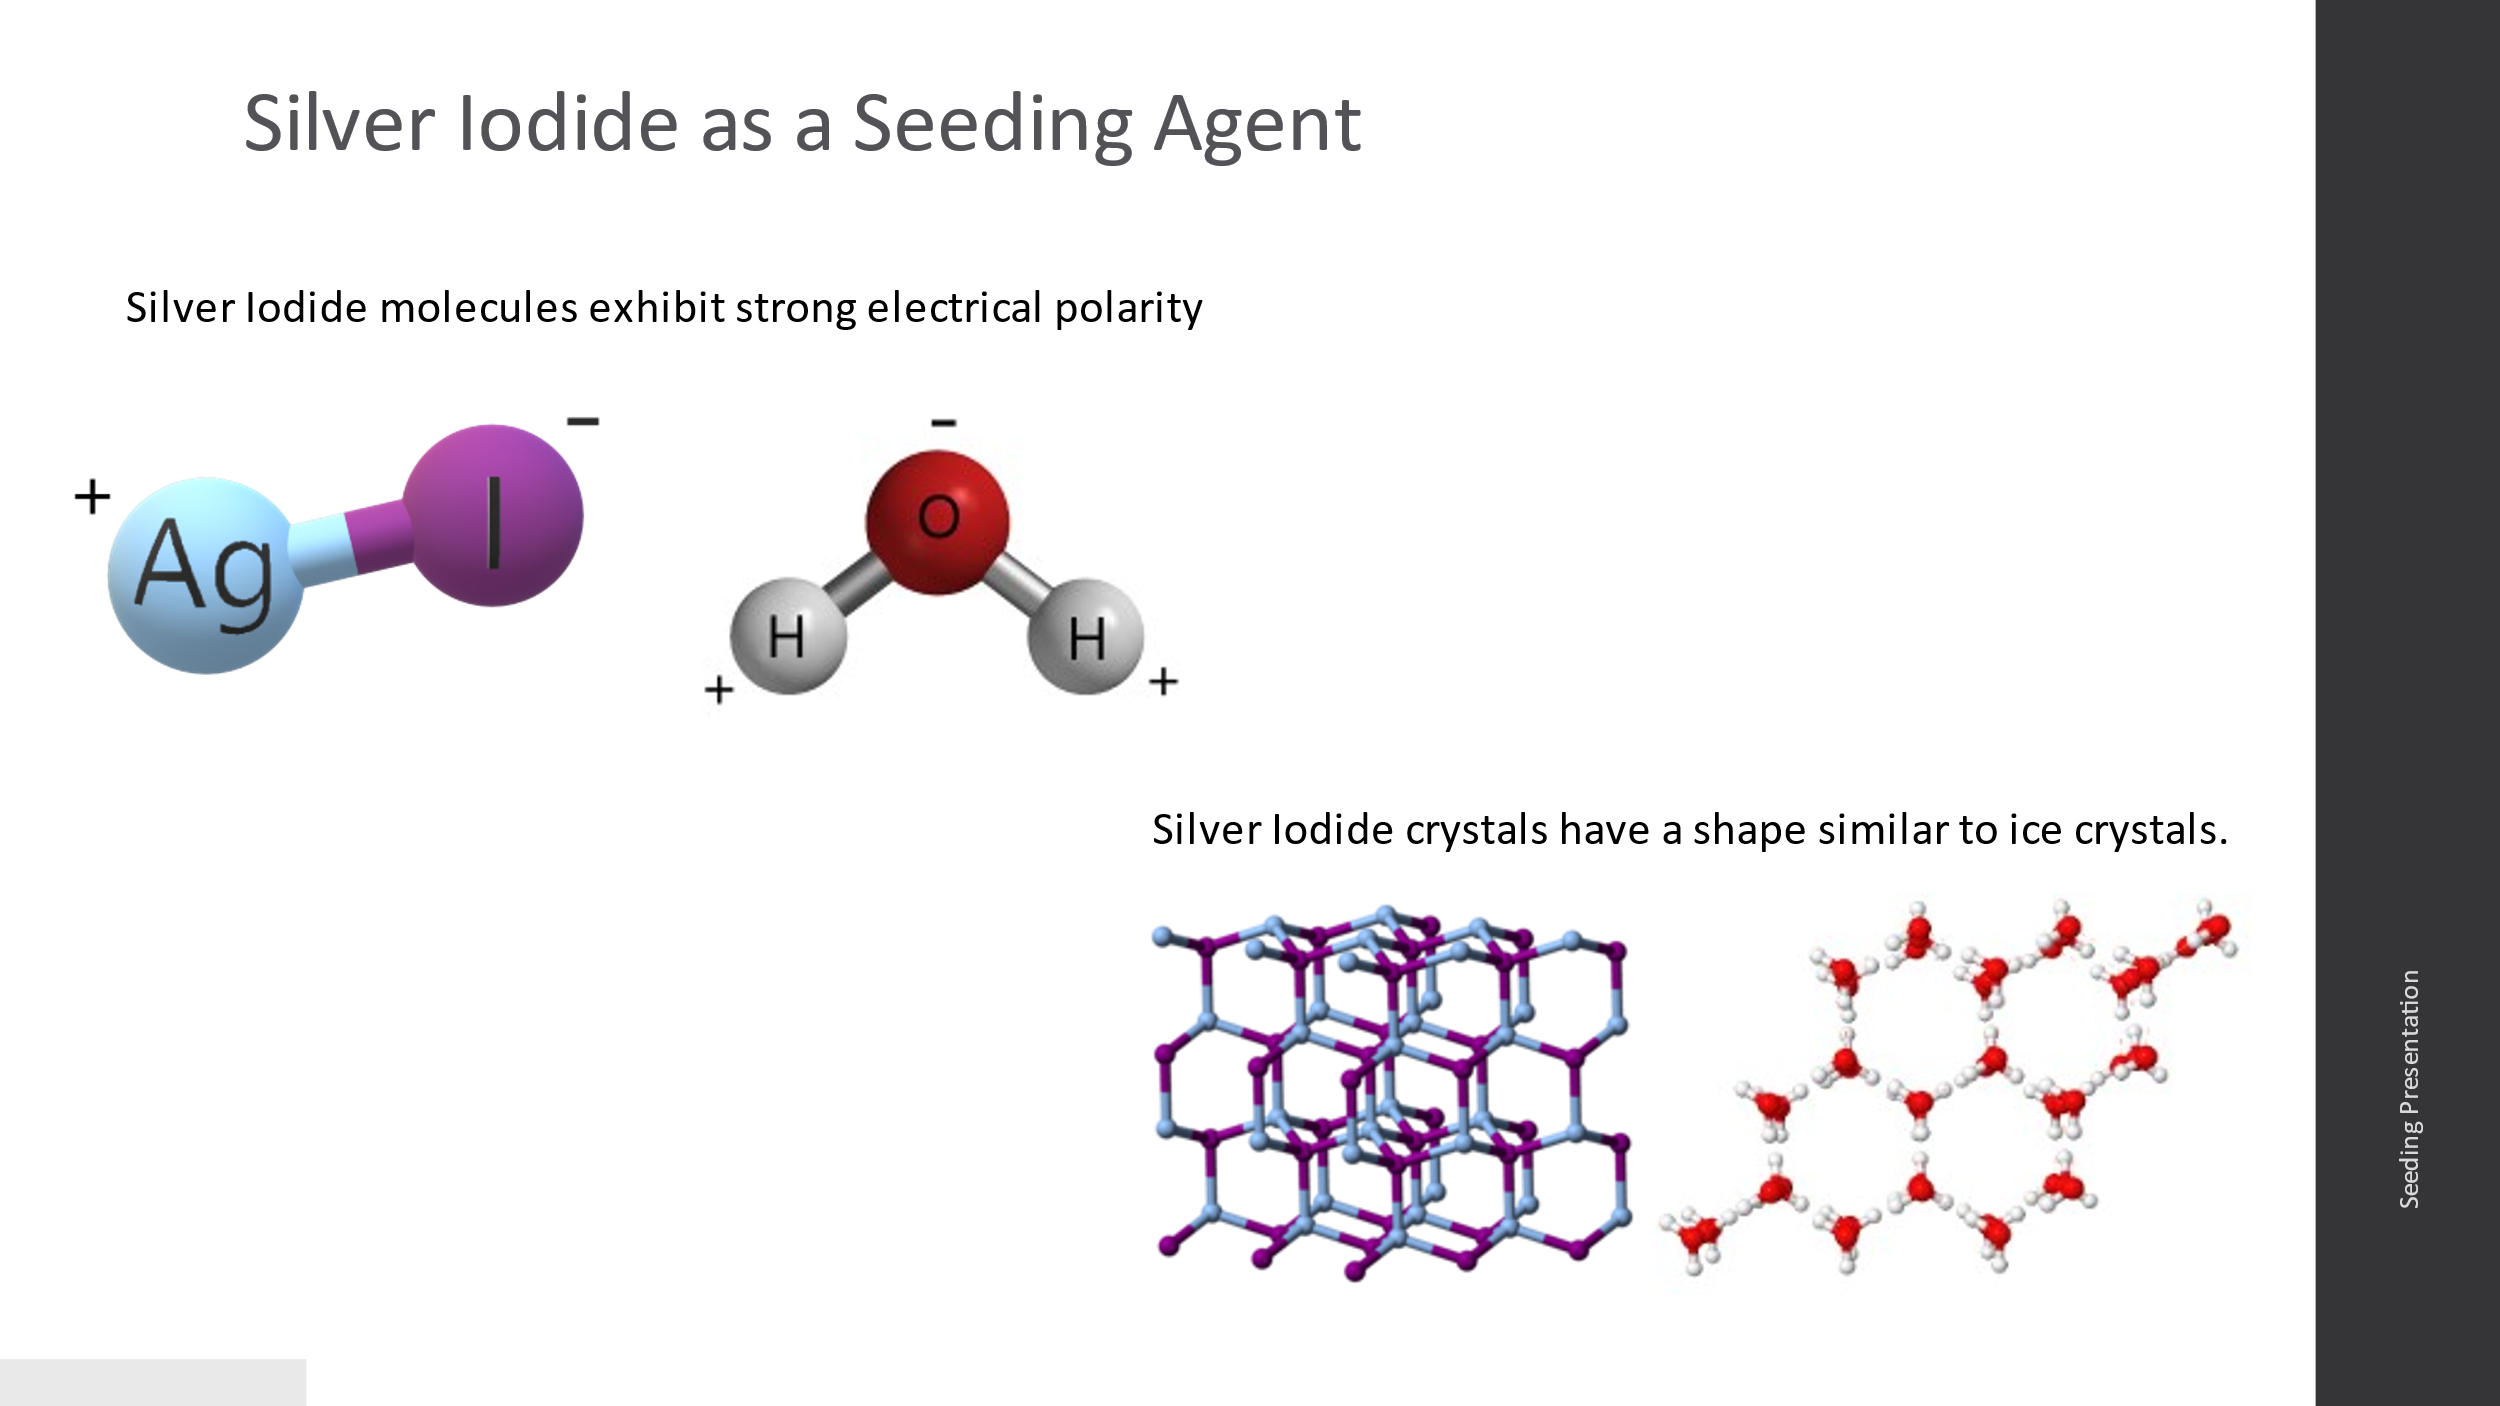 Silver Iodide as a Seeding Agent
Silver Iodide molecules exhibit strong electrical polarity
+
Ag
I
−
−
O
H
H
+
+
Silver Iodide crystals have a shape similar to ice crystals.
Seeding Presentation